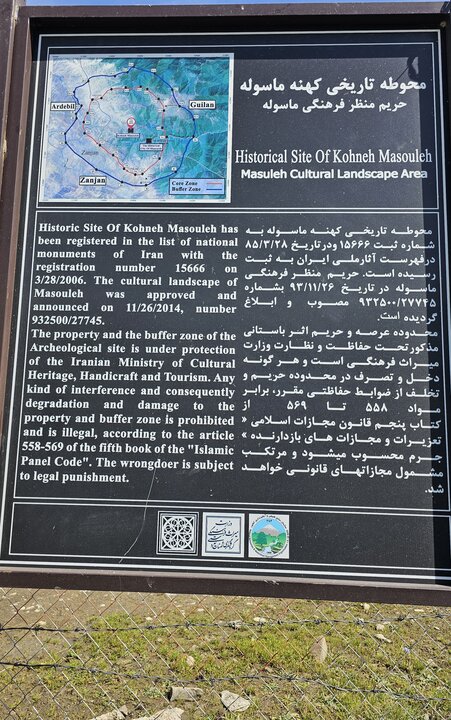 محوطه تاریخی کهنه ماسوله
حریم منظر فرهنگی ماسوله
Historical Site Of Kohneh Masouleh
Masuleh Cultural Landscape Area
Ardebil
Guilan
Zanjan
Core Zone
Buffer Zone
Historic Site Of Kohneh Masouleh has
been registered in the list of national
monuments of Iran with the
registration number 15666 on
3/28/2006. The cultural landscape of
Masouleh was approved and
announced on 11/26/2014, number
932500/27745.
The property and the buffer zone of the
Archeological site is under protection
of the Iranian Ministry of Cultural
Heritage, Handicraft and Tourism. Any
kind of interference and consequently
degradation and damage to the
property and buffer zone is prohibited
and is illegal, according to the article
558-569 of the fifth book of the "Islamic
Panel Code". The wrongdoer is subject
to legal punishment.
محوطه تاریخی کهنه ماسوله به
شماره ثبت ۱۵۶۶۶ ودرتاریخ ۸۵/۳/۲۸
درفهرست آثارملی ایران به ثبت
رسیده است. حریم منظر فرهنگی
ماسوله در تاریخ ۹۳/۱۱/۲۶ بشماره
۹۳۲۵۰۰/۲۷۷۴۵ مصوب و ابلاغ
گردیده است.
محدوده عرصه و حریم اثر باستانی
مذکورتحت حفاظت و نظارت وزارت
میراث فرهنگی است و هر گونه
دخل و تصرف در محدوده حریم و
تخلف از ضوابط حفاظتی مقرر، برابر
مواد ۵۵۸ تا ۵۶۹ از
کتاب پنجم قانون مجازات اسلامی «
تعزیرات و مجازات های بازدارنده »
جرم محسوب میشود و مرتکب
مشمول مجازاتهای قانونی خواهد
شد.